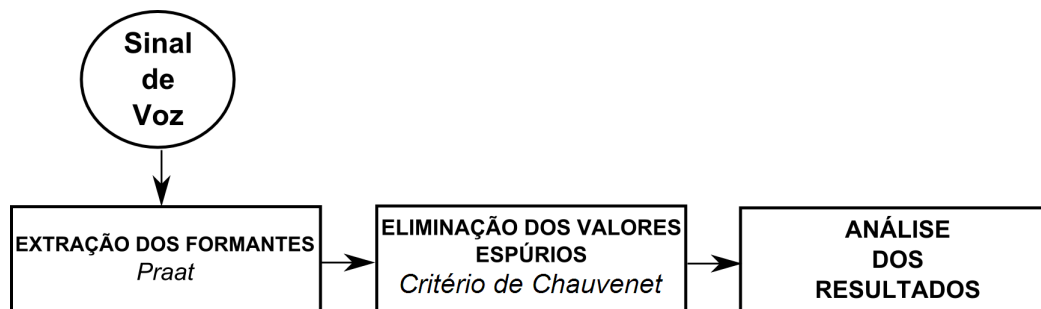 Sinal
de
Voz
EXTRAÇÃO DOS FORMANTES
Praat
ELIMINAÇÃO DOS VALORES
ESPÚRIOS
Critério de Chauvenet
ANÁLISE
DOS
RESULTADOS